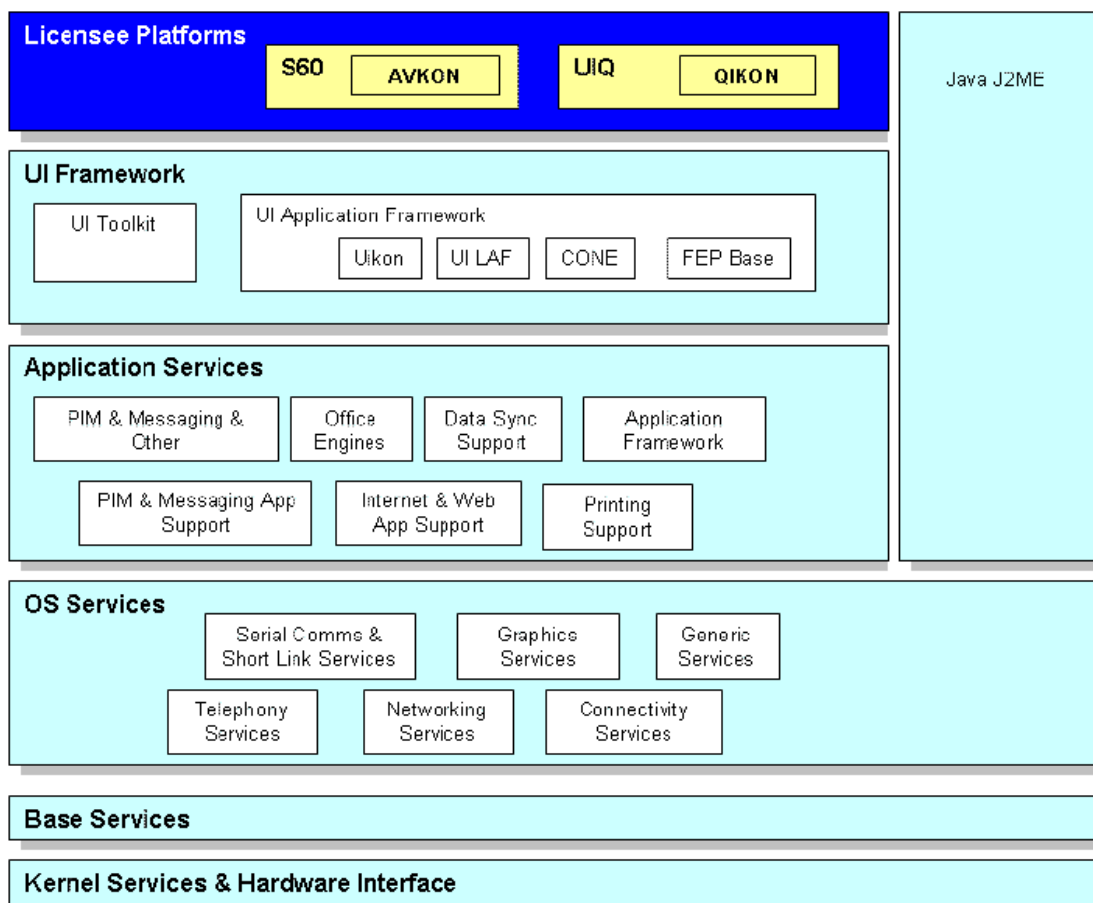 Licensee Platforms
S60
AVKON
UIQ
QIKON
Java J2ME
UI Framework
UI Toolkit
UI Application Framework
Uikon
UI LAF
CONE
FEP Base
Application Services
PIM & Messaging &
Other
Office
Engines
Data Sync
Support
Application
Framework
PIM & Messaging App
Support
Internet & Web
App Support
Printing
Support
OS Services
Serial Comms &
Short Link Services
Graphics
Services
Generic
Services
Telephony
Services
Networking
Services
Connectivity
Services
Base Services
Kernel Services & Hardware Interface